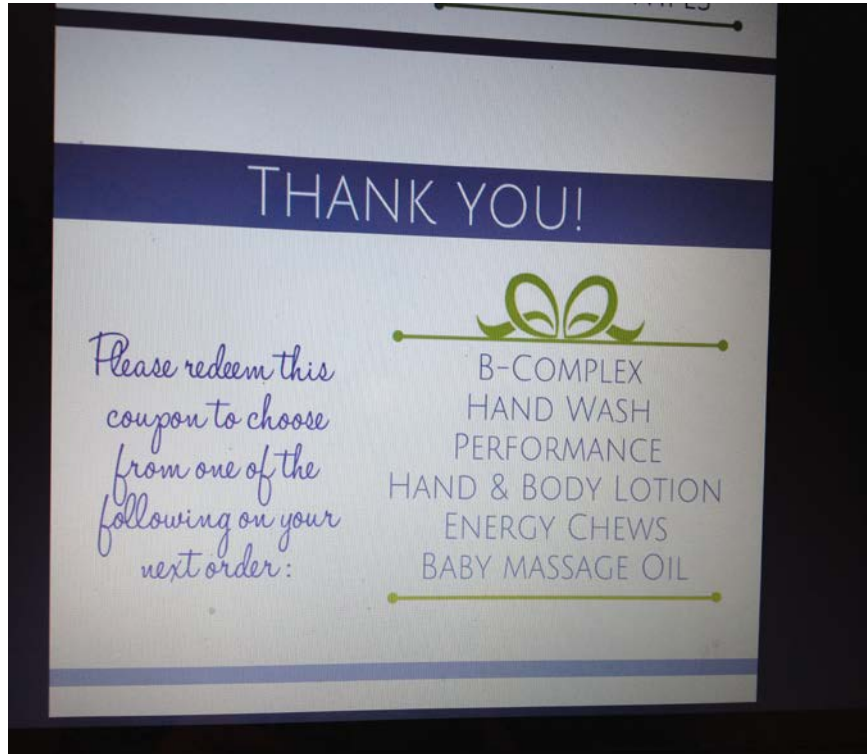 THANK YOU!
Please redeem this
coupon to choose
from one of the
following on your
next order:
B-COMPLEX
HAND WASH
PERFORMANCE
HAND & BODY LOTION
ENERGY CHEWS
BABY MASSAGE OIL